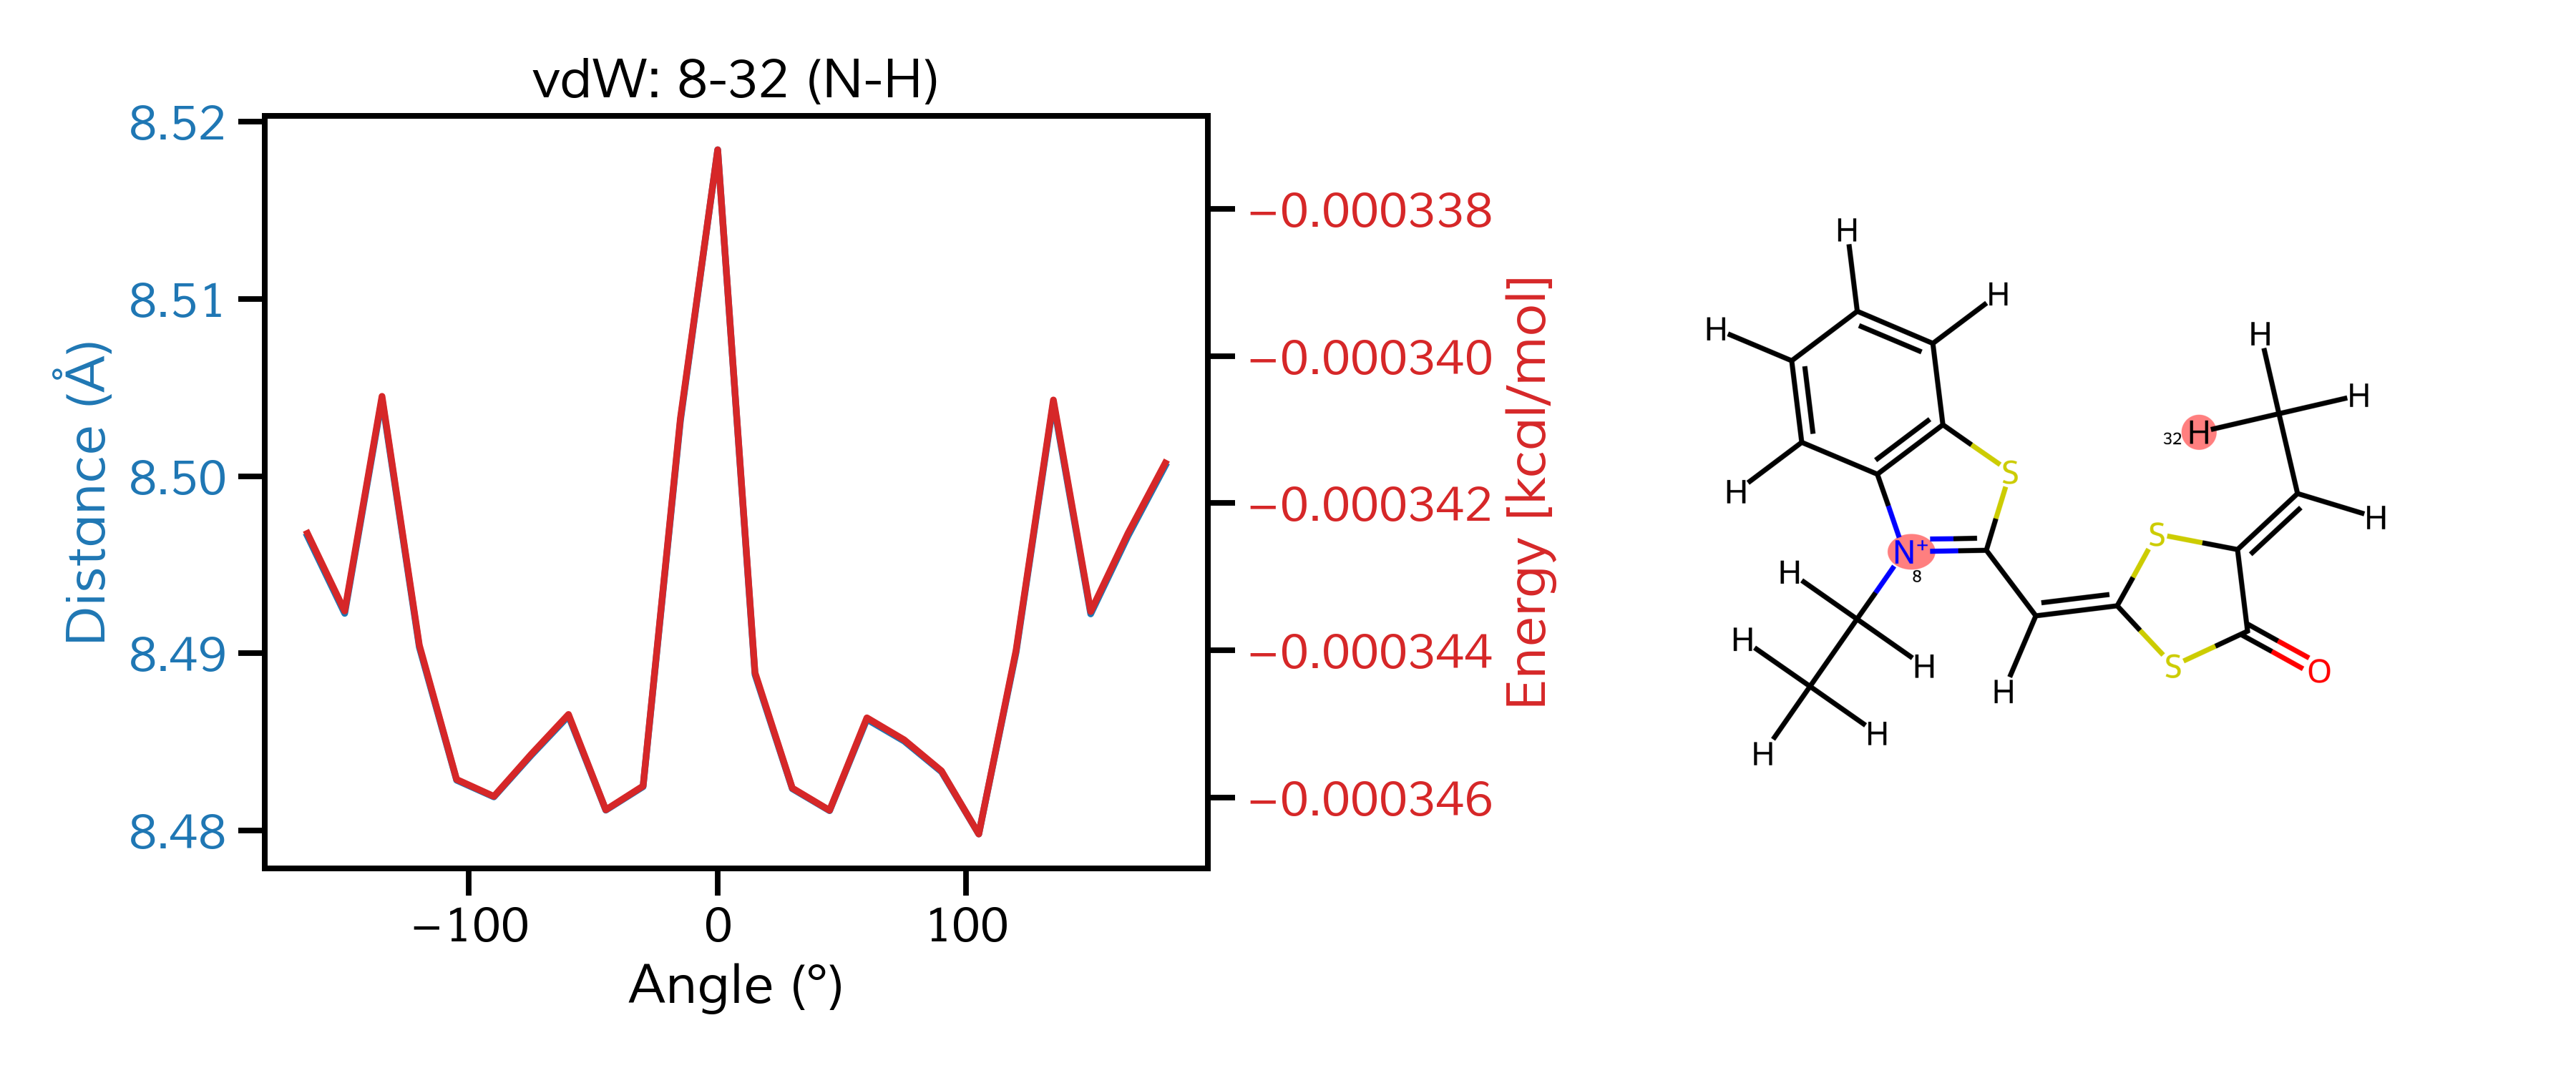 vdW: 8-32 (N-H)
8.52
8.51
8.50
8.49
8.48
Distance (Å)
−0.000338
−0.000340
−0.000342
−0.000344
−0.000346
Energy [kcal/mol]
−100
0
100
Angle (°)
H
H
H
H
H
H
32
H
S
H
H
S
N+
8
H
H
H
S
O
H
H
H